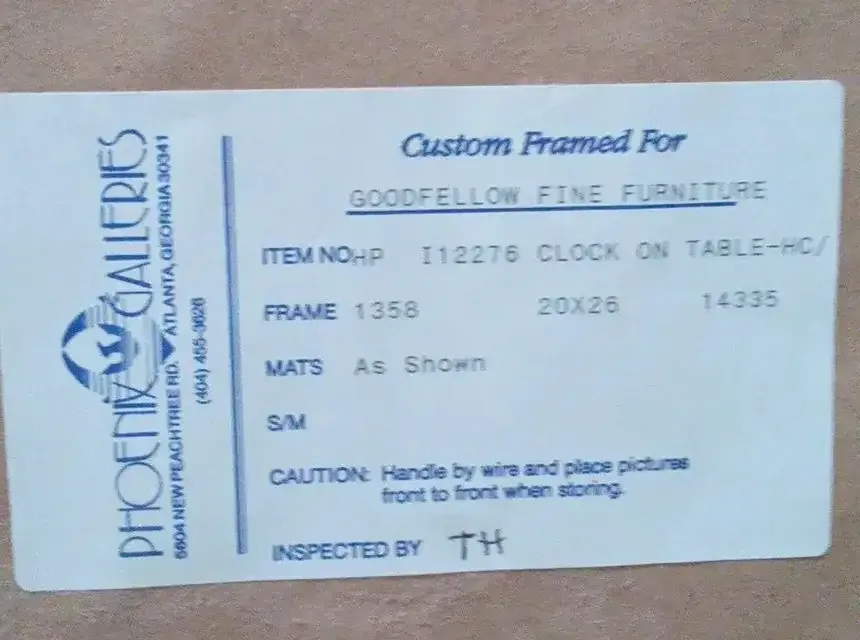 PHOENIX GALLERIES
5604 NEW PEACHTREE RD. ATLANTA, GEORGIA 30341
(404) 455-3626
Custom Framed For
GOODFELLOW FINE FURNITURE
ITEM NO HP I12276 CLOCK ON TABLE-HC/
FRAME 1358 20X26 14335
MATS As Shown
S/M
CAUTION: Handle by wire and place pictures
front to front when storing.
INSPECTED BY TH